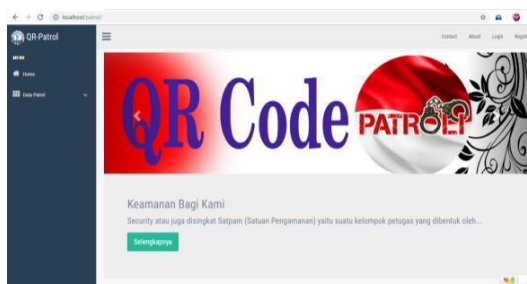 localhost/patrol/
QR-Patrol
Contact About Login Regist
MENU
Home
Data Patrol
QR Code PATROLI
Keamanan Bagi Kami
Security atau juga disingkat Satpam (Satuan Pengamanan) yaitu suatu kelompok petugas yang dibentuk oleh...
Selengkapnya